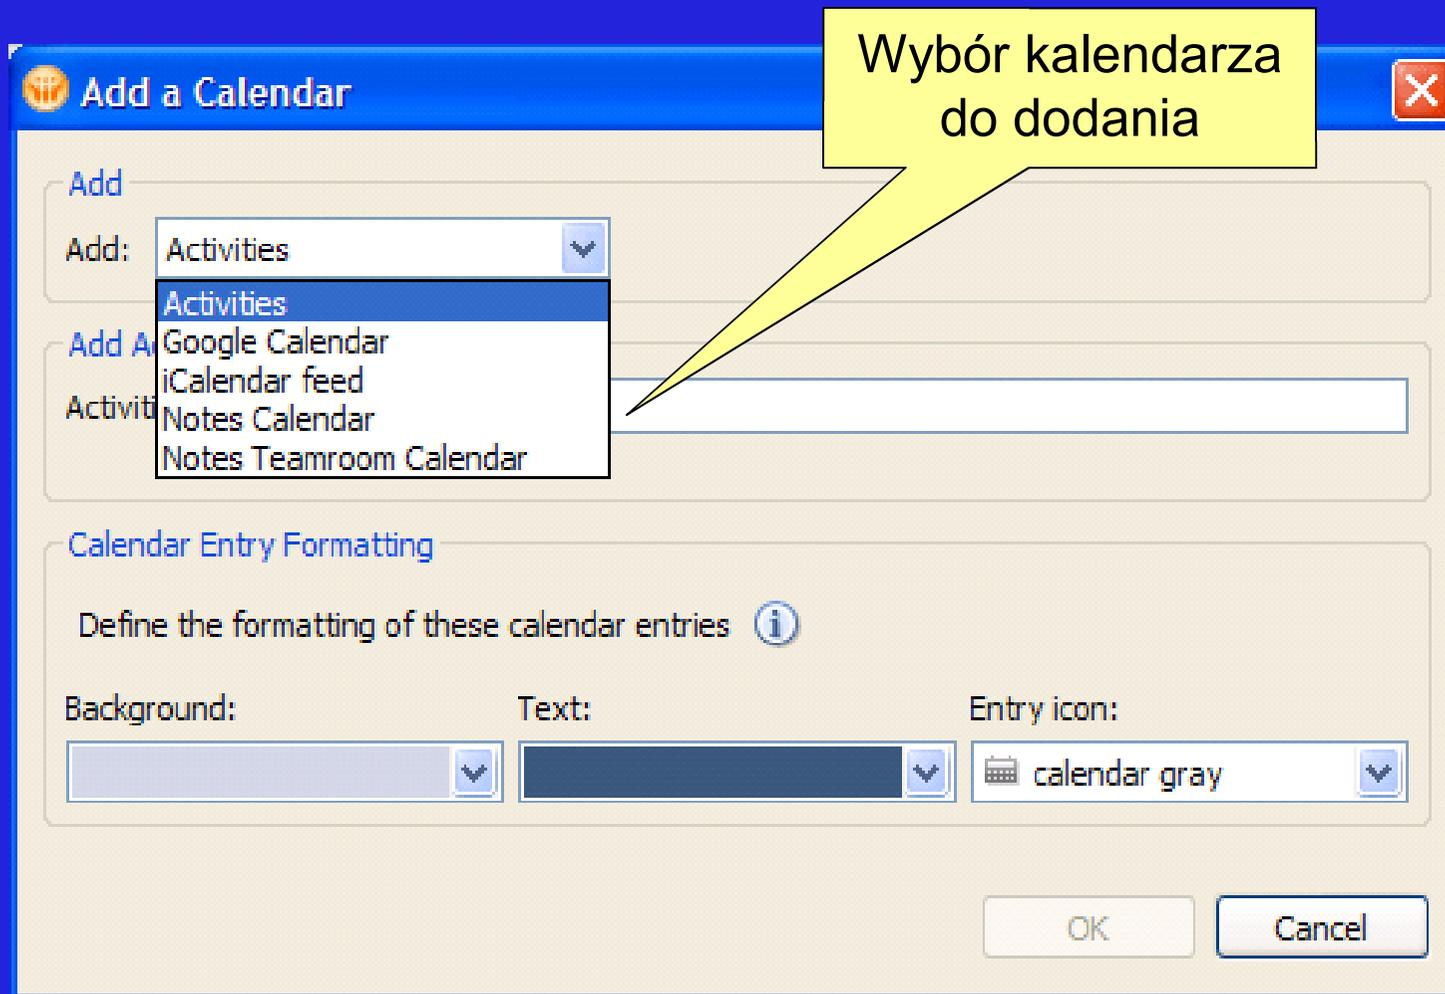 Wybór kalendarza
do dodania
Add a Calendar
Add
Add: Activities
Activities
Google Calendar
iCalendar feed
Notes Calendar
Notes Teamroom Calendar
Add
Calendar Entry Formatting
Define the formatting of these calendar entries
Background: Text: Entry icon:
calendar gray
OK Cancel